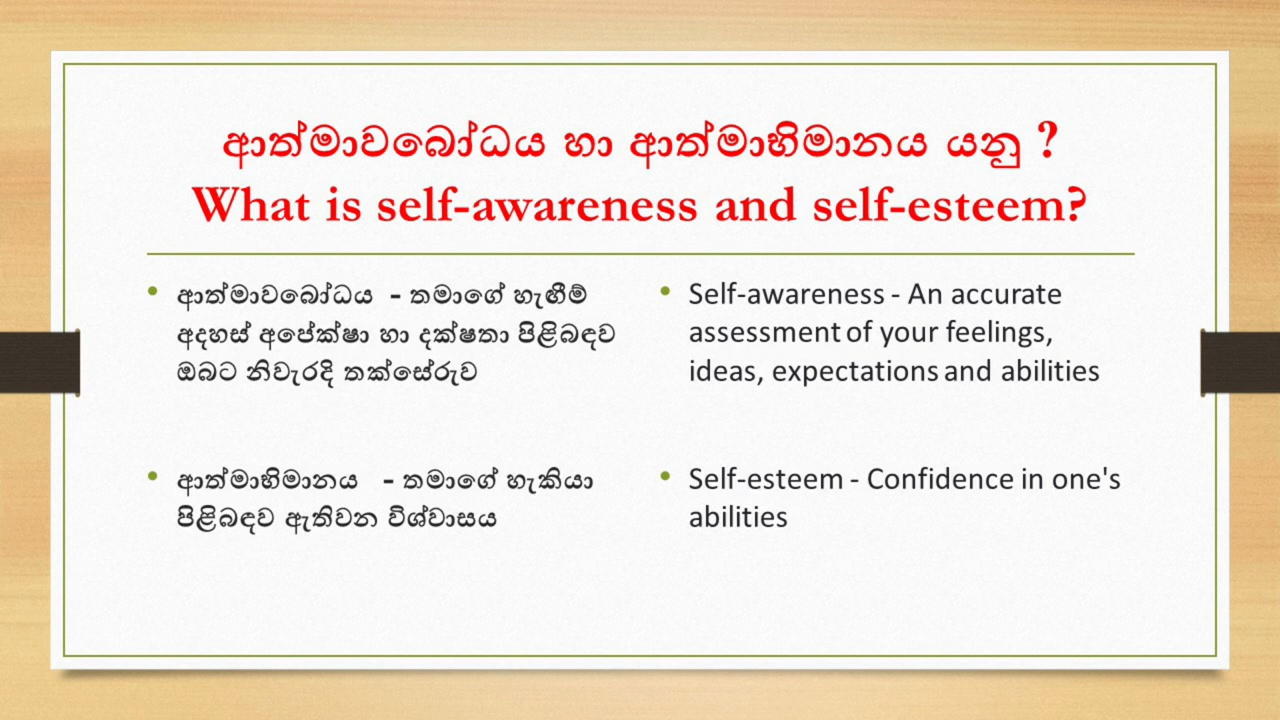 ආත්මාවබෝධය හා ආත්මාභිමානය යනු ?
What is self-awareness and self-esteem?
ආත්මාවබෝධය - තමාගේ හැඟීම්
අදහස් අපේක්ෂා හා දක්ෂතා පිළිබඳව
ඔබට නිවැරදි තක්සේරුව
ආත්මාභිමානය - තමාගේ හැකියා
පිළිබඳව ඇතිවන විශ්වාසය
Self-awareness - An accurate
assessment of your feelings,
ideas, expectations and abilities
Self-esteem - Confidence in one's
abilities